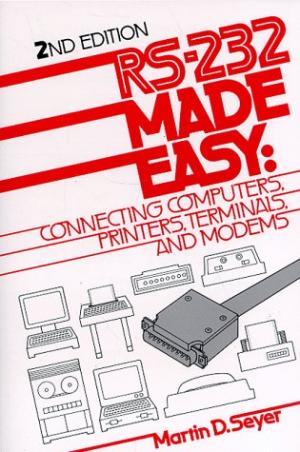 2ND EDITION
RS-232
MADE
EASY:
CONNECTING COMPUTERS,
PRINTERS, TERMINALS,
AND MODEMS
Martin D. Seyer